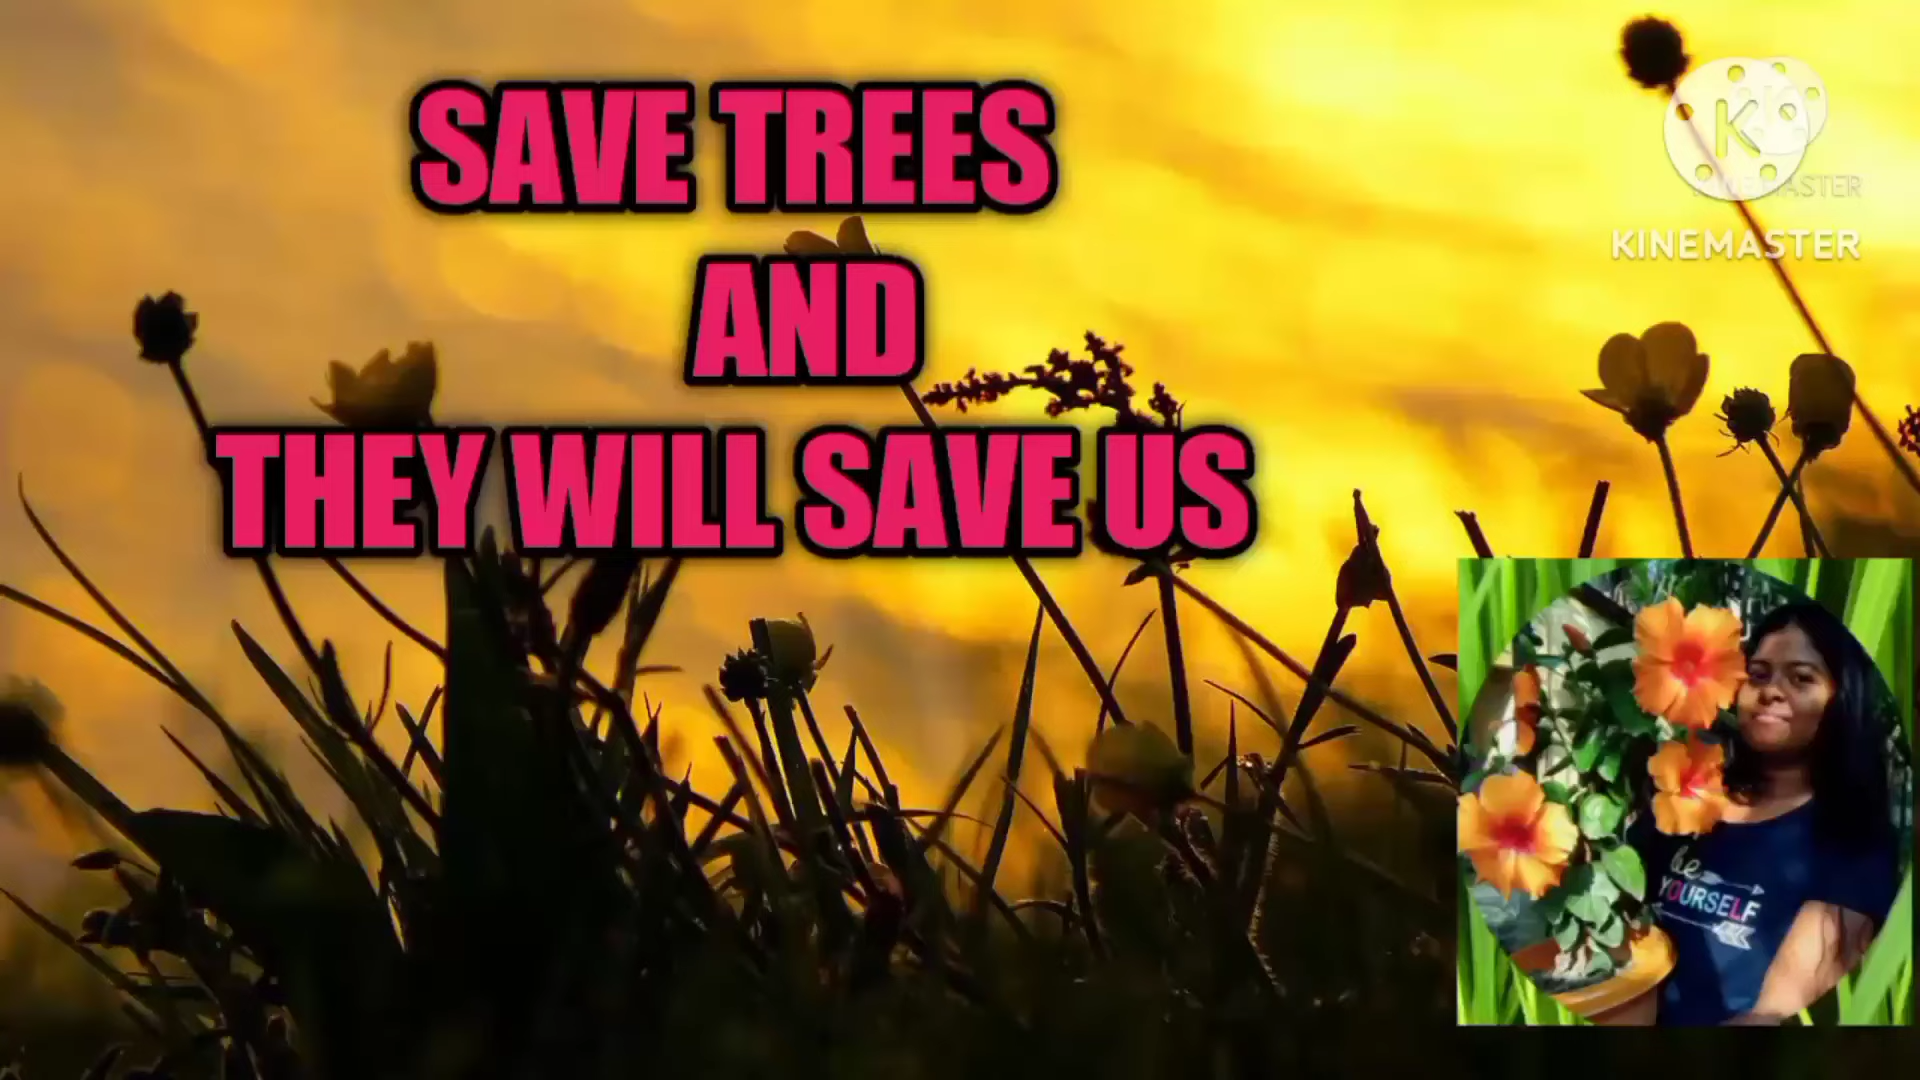 SAVE TREES
AND
THEY WILL SAVE US
KINEMASTER
KINEMASTER
be
YOURSELF